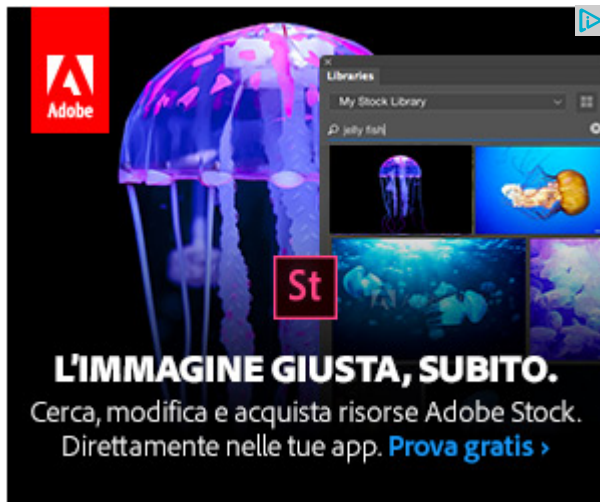 Adobe
Libraries
My Stock Library
jelly fish
St
L'IMMAGINE GIUSTA, SUBITO.
Cerca, modifica e acquista risorse Adobe Stock.
Direttamente nelle tue app. Prova gratis ›